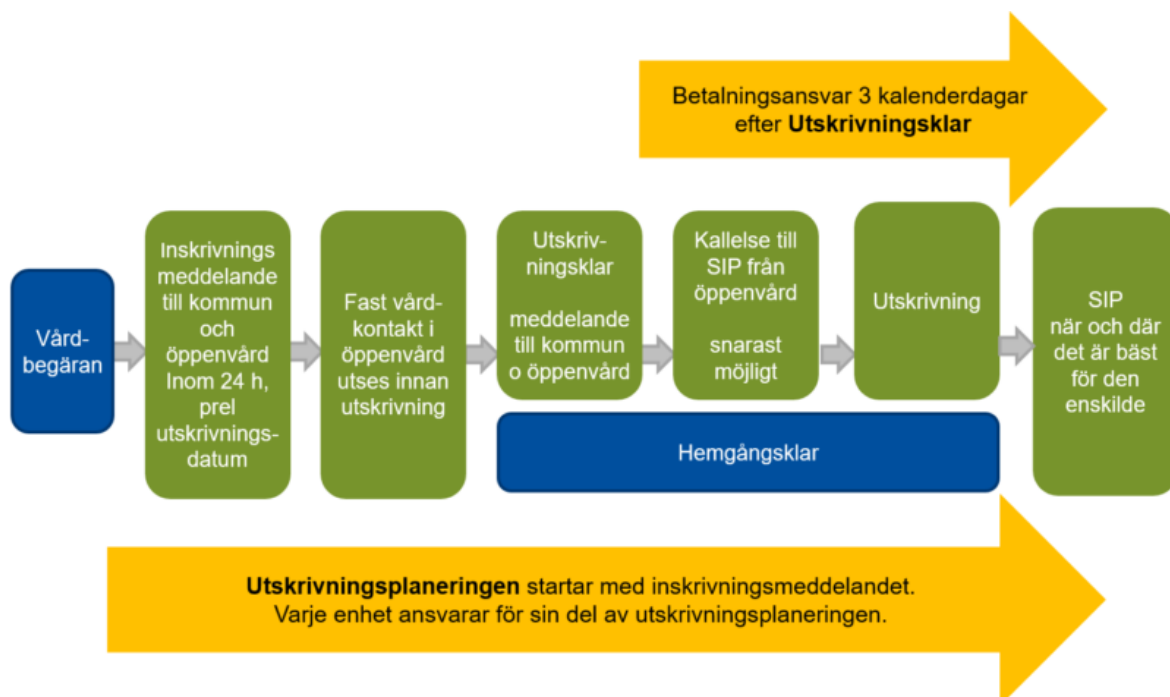 Betalningsansvar 3 kalenderdagar
efter Utskrivningsklar
Vård-
begäran
Inskrivnings
meddelande
till kommun
och
öppenvård
Inom 24 h,
prel
utskrivnings-
datum
Fast vård-
kontakt i
öppenvård
utses innan
utskrivning
Utskriv-
ningsklar
meddelande
till kommun
o öppenvård
Kallelse till
SIP från
öppenvård
snarast
möjligt
Utskrivning
SIP
när och där
det är bäst
för den
enskilde
Hemgångsklar
Utskrivningsplaneringen startar med inskrivningsmeddelandet.
Varje enhet ansvarar för sin del av utskrivningsplaneringen.